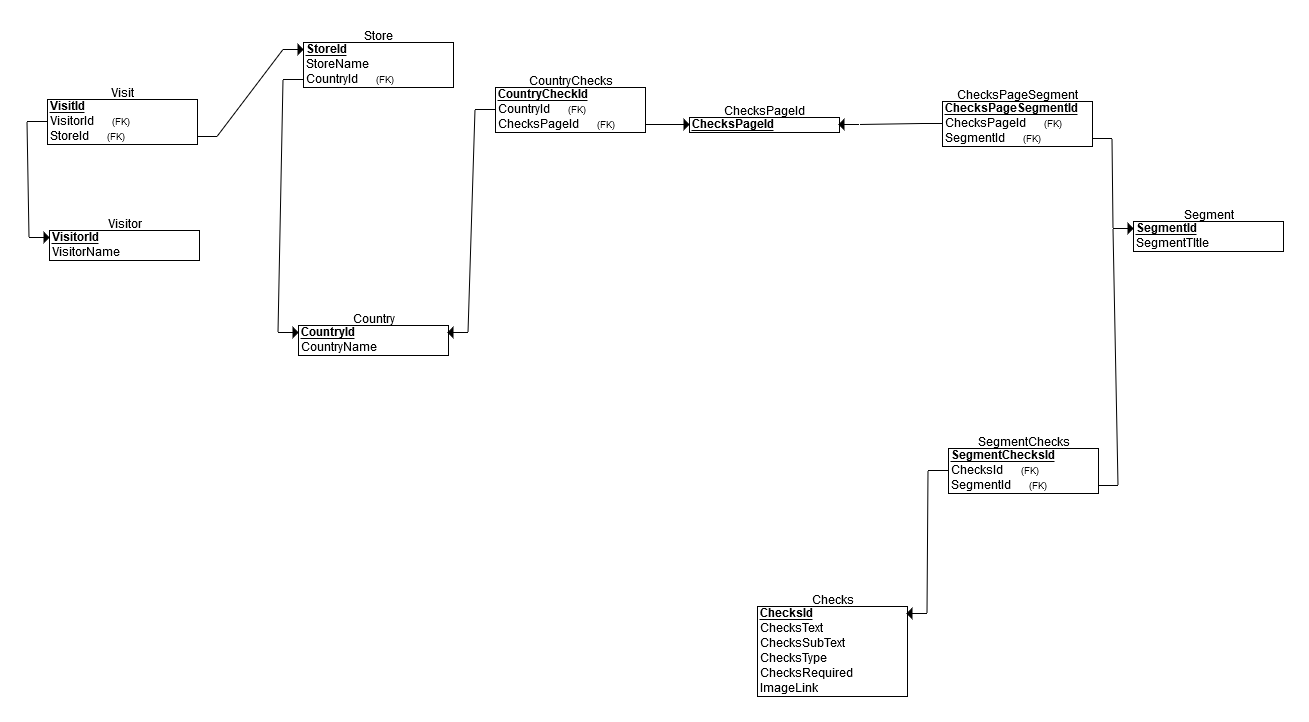 Store
StoreId
StoreName
CountryId (FK)
Visit
VisitId
VisitorId (FK)
StoreId (FK)
Visitor
VisitorId
VisitorName
Country
CountryId
CountryName
CountryChecks
CountryCheckId
CountryId (FK)
ChecksPageId (FK)
ChecksPageId
ChecksPageId
ChecksPageSegment
ChecksPageSegmentId
ChecksPageId (FK)
SegmentId (FK)
Segment
SegmentId
SegmentTitle
SegmentChecks
SegmentChecksId
ChecksId (FK)
SegmentId (FK)
Checks
ChecksId
ChecksText
ChecksSubText
ChecksType
ChecksRequired
ImageLink